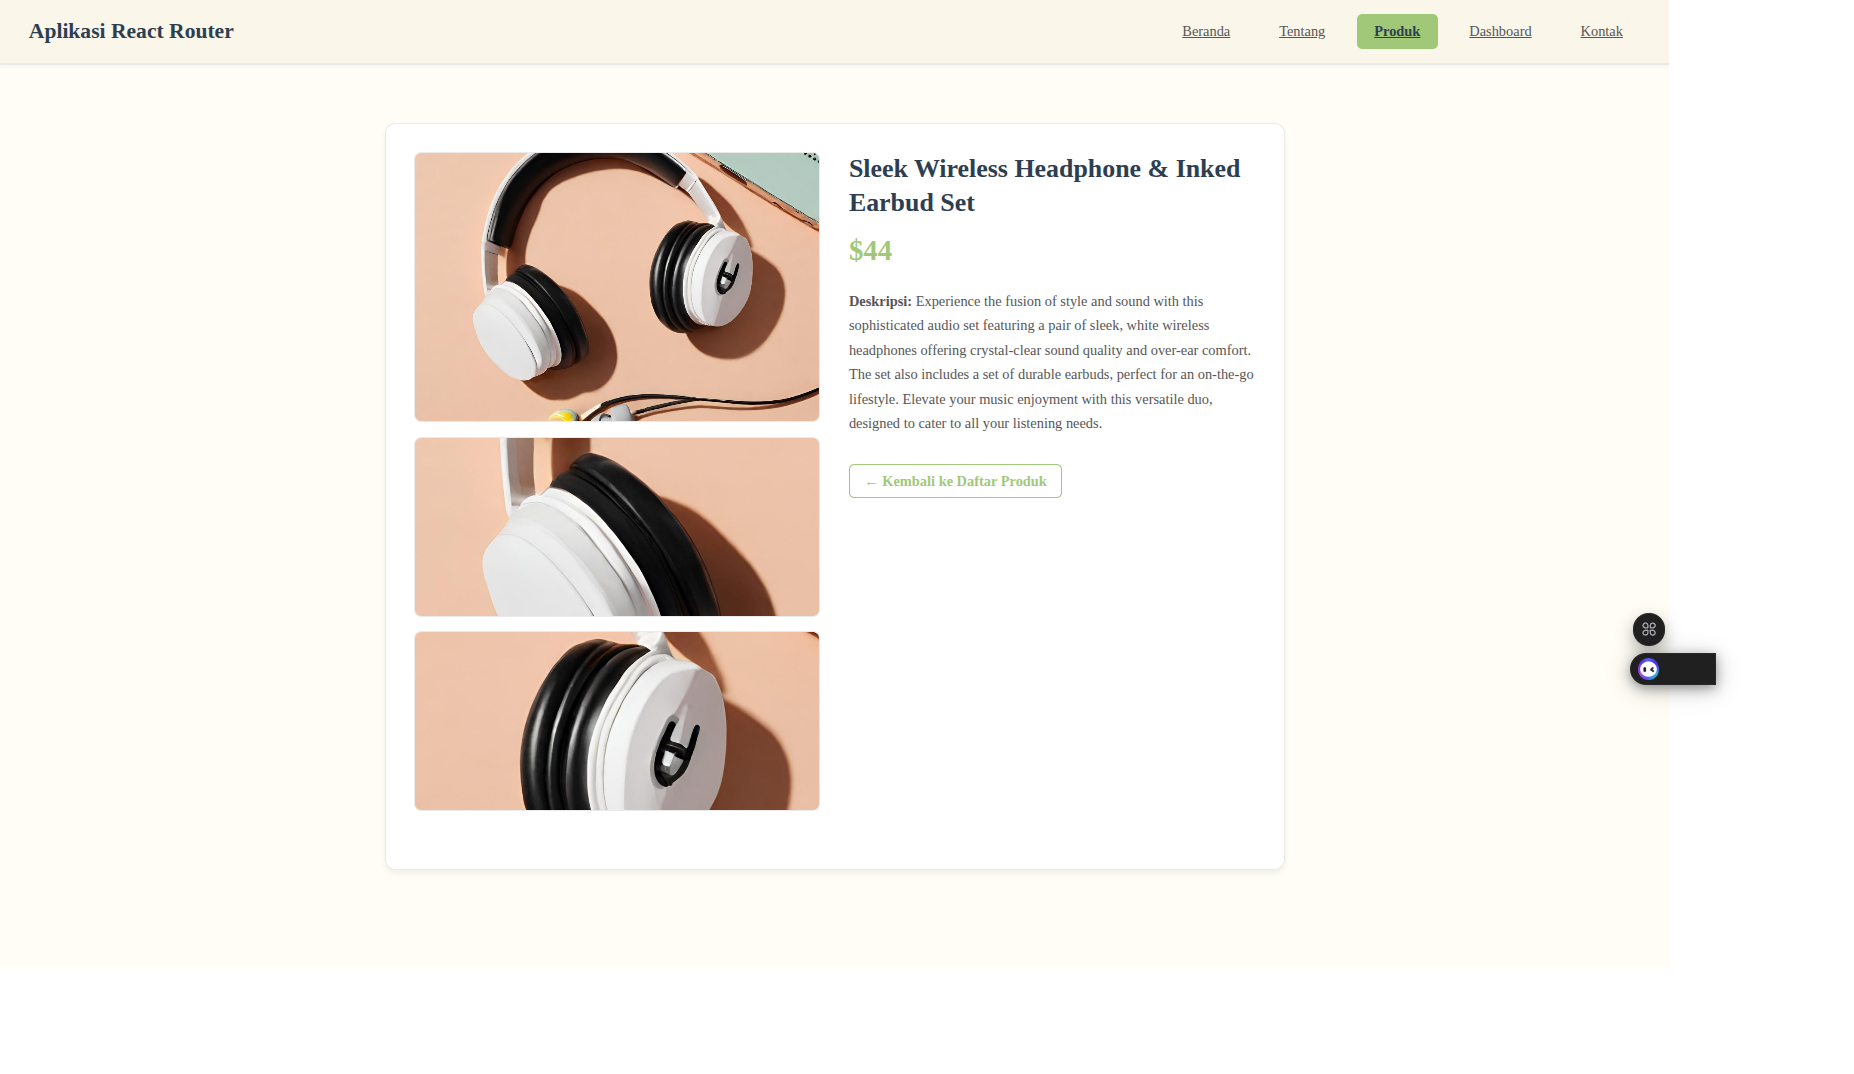 Aplikasi React Router
Beranda
Tentang
Produk
Dashboard
Kontak
Sleek Wireless Headphone & Inked
Earbud Set
$44
Deskripsi: Experience the fusion of style and sound with this
sophisticated audio set featuring a pair of sleek, white wireless
headphones offering crystal-clear sound quality and over-ear comfort.
The set also includes a set of durable earbuds, perfect for an on-the-go
lifestyle. Elevate your music enjoyment with this versatile duo,
designed to cater to all your listening needs.
← Kembali ke Daftar Produk